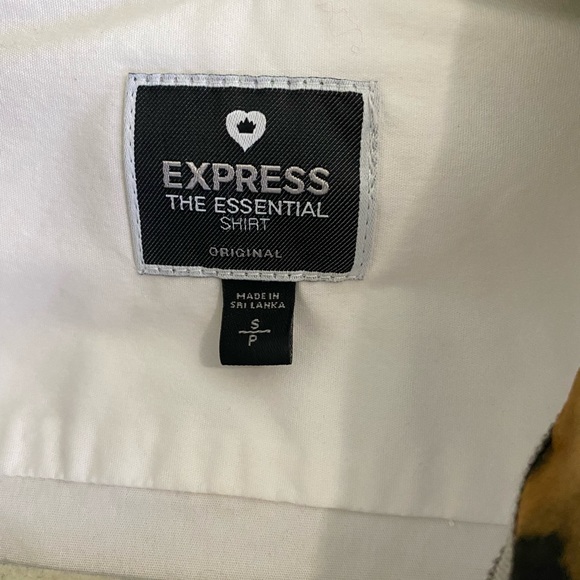 EXPRESS
THE ESSENTIAL
SHIRT
ORIGINAL
MADE IN
SRI LANKA
S
P